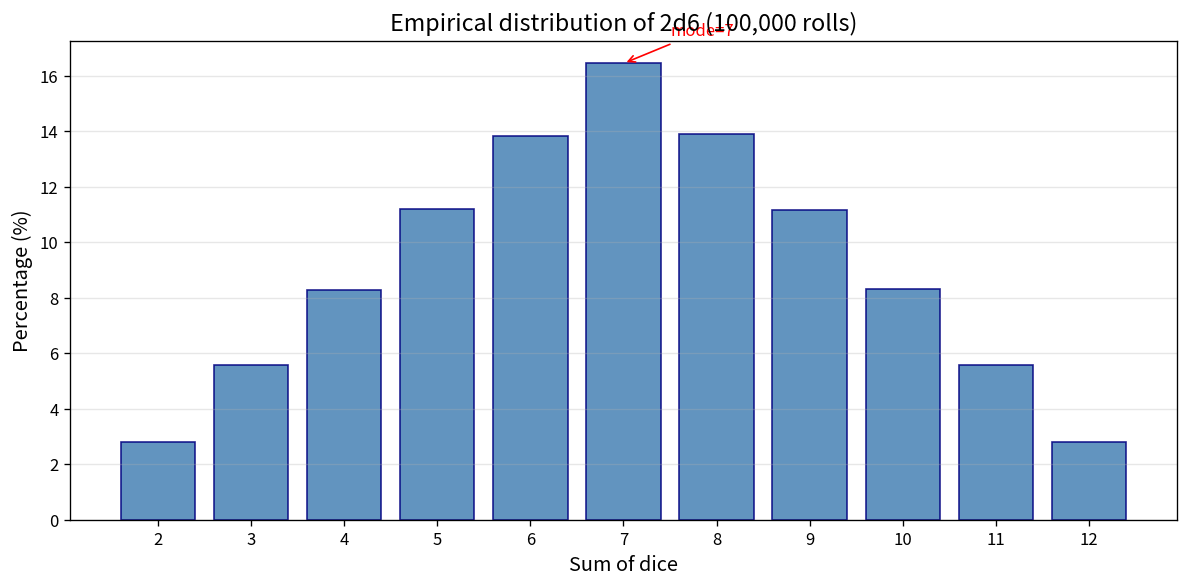 Empirical distribution of 2d6 (100,000 rolls)
mode=7
Percentage (%)
16
14
12
10
8
6
4
2
0
2 3 4 5 6 7 8 9 10 11 12
Sum of dice